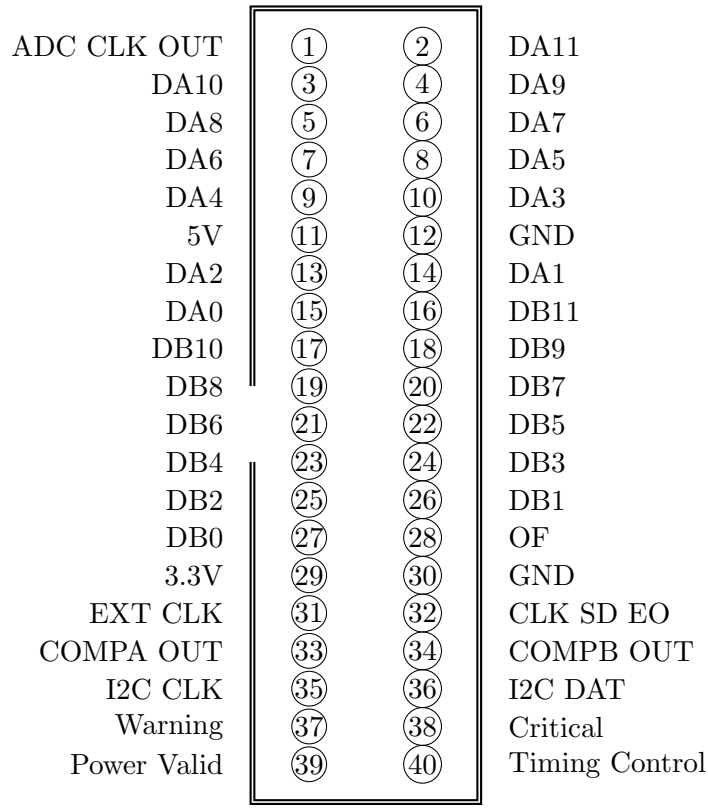 ADC CLK OUT 1 2 DA11
DA10 3 4 DA9
DA8 5 6 DA7
DA6 7 8 DA5
DA4 9 10 DA3
5V 11 12 GND
DA2 13 14 DA1
DA0 15 16 DB11
DB10 17 18 DB9
DB8 19 20 DB7
DB6 21 22 DB5
DB4 23 24 DB3
DB2 25 26 DB1
DB0 27 28 OF
3.3V 29 30 GND
EXT CLK 31 32 CLK SD EO
COMPA OUT 33 34 COMPB OUT
I2C CLK 35 36 I2C DAT
Warning 37 38 Critical
Power Valid 39 40 Timing Control